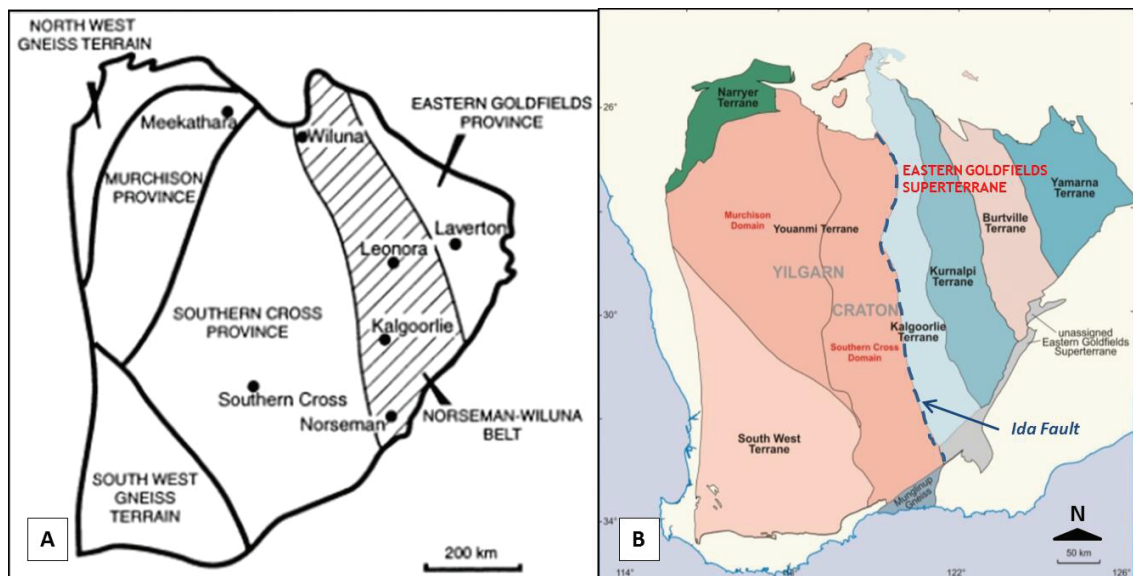 NORTH WEST
GNEISS TERRAIN
Meekathara
MURCHISON
PROVINCE
Wiluna
EASTERN GOLDFIELDS
PROVINCE
Laverton
Leonora
SOUTHERN CROSS
PROVINCE
Kalgoorlie
Southern Cross
Norseman
NORSEMAN-WILUNA
BELT
SOUTH WEST
GNEISS
TERRAIN
A
200 km
26°
Narryer
Terrane
EASTERN GOLDFIELDS
SUPERTERRANE
Yamarna
Terrane
Murchison
Domain
Youanmi Terrane
Burtville
Terrane
YILGARN
Kurnalpi
Terrane
CRATON
30°
Kalgoorlie
Terrane
unassigned
Eastern Goldfields
Superterrane
Southern Cross
Domain
South West
Terrane
Ida Fault
Munglinup
Gneiss
34°
B
N
50 km
114°
122°
126°